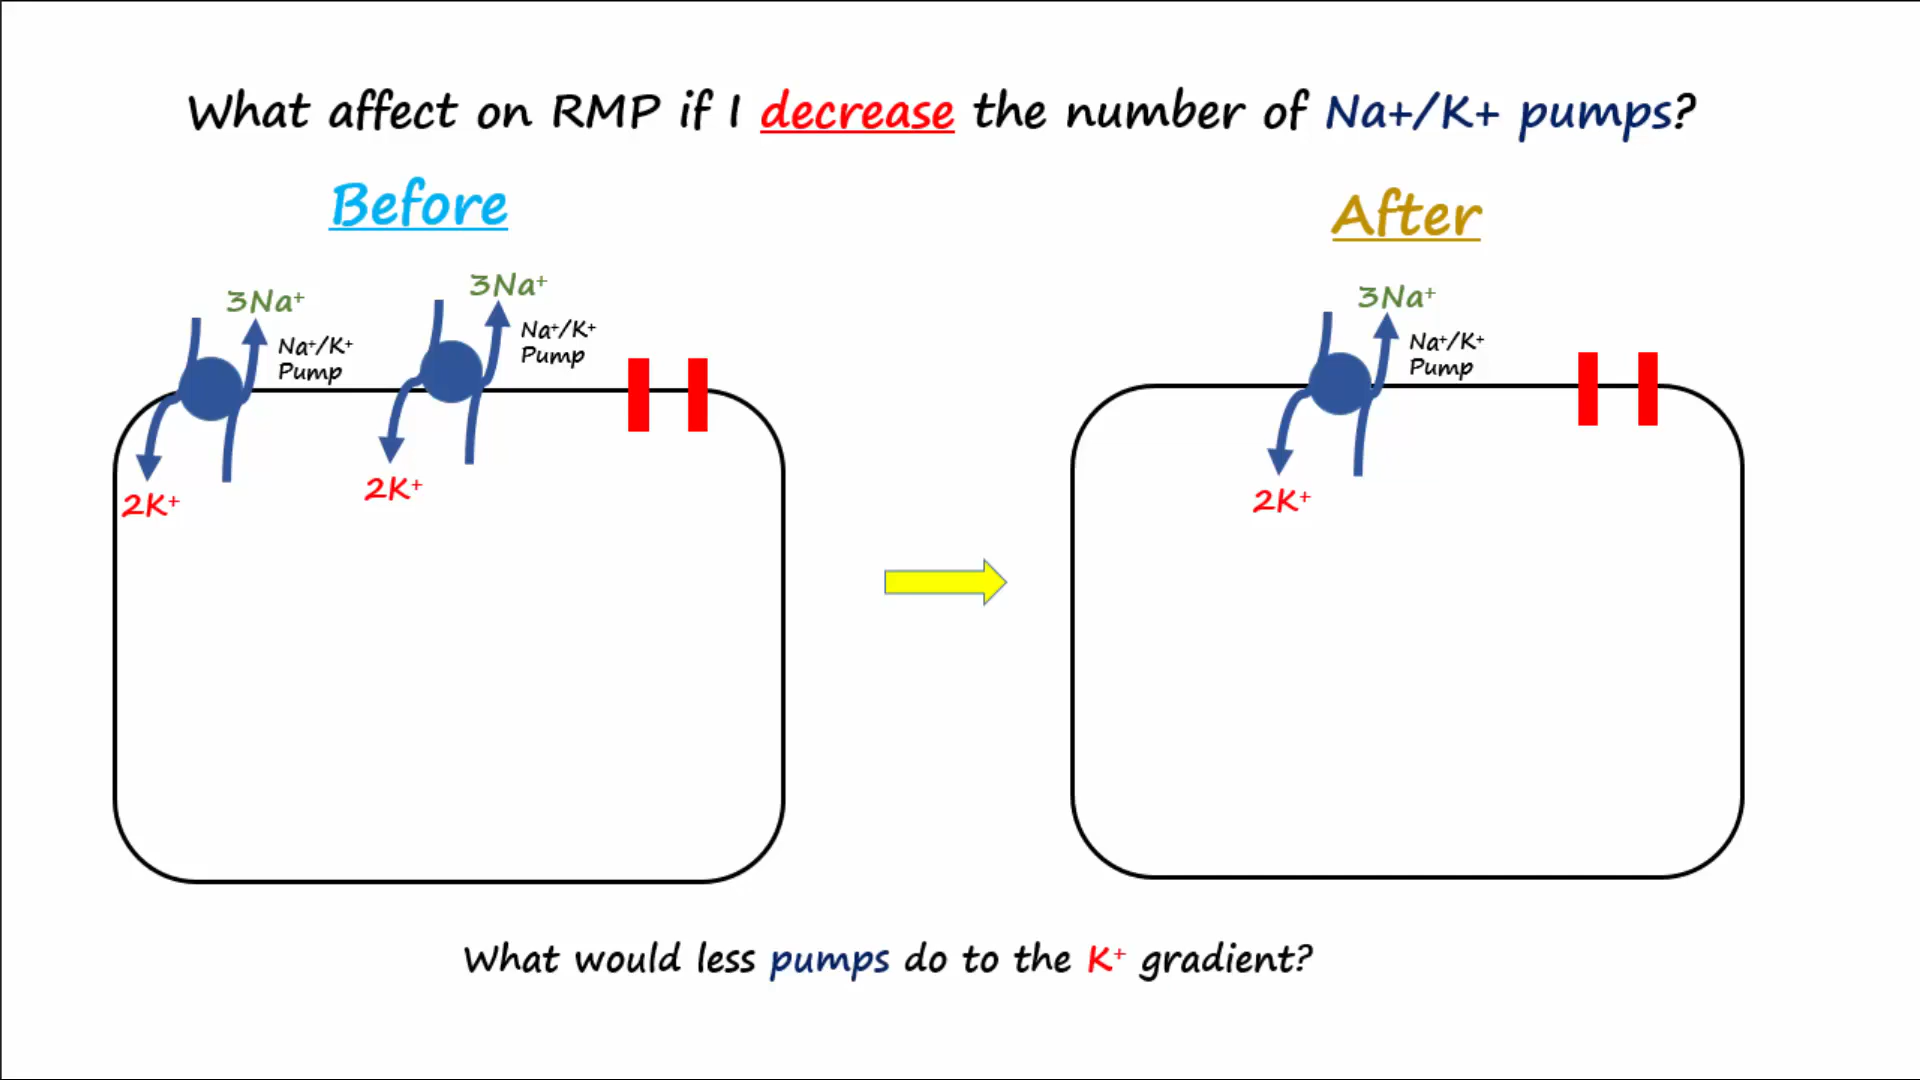 What affect on RMP if I decrease the number of Na+/K+ pumps?
Before
After
3Na⁺
Na⁺/K⁺
Pump
2K⁺
3Na⁺
Na⁺/K⁺
Pump
2K⁺
3Na⁺
Na⁺/K⁺
Pump
2K⁺
What would less pumps do to the K⁺ gradient?